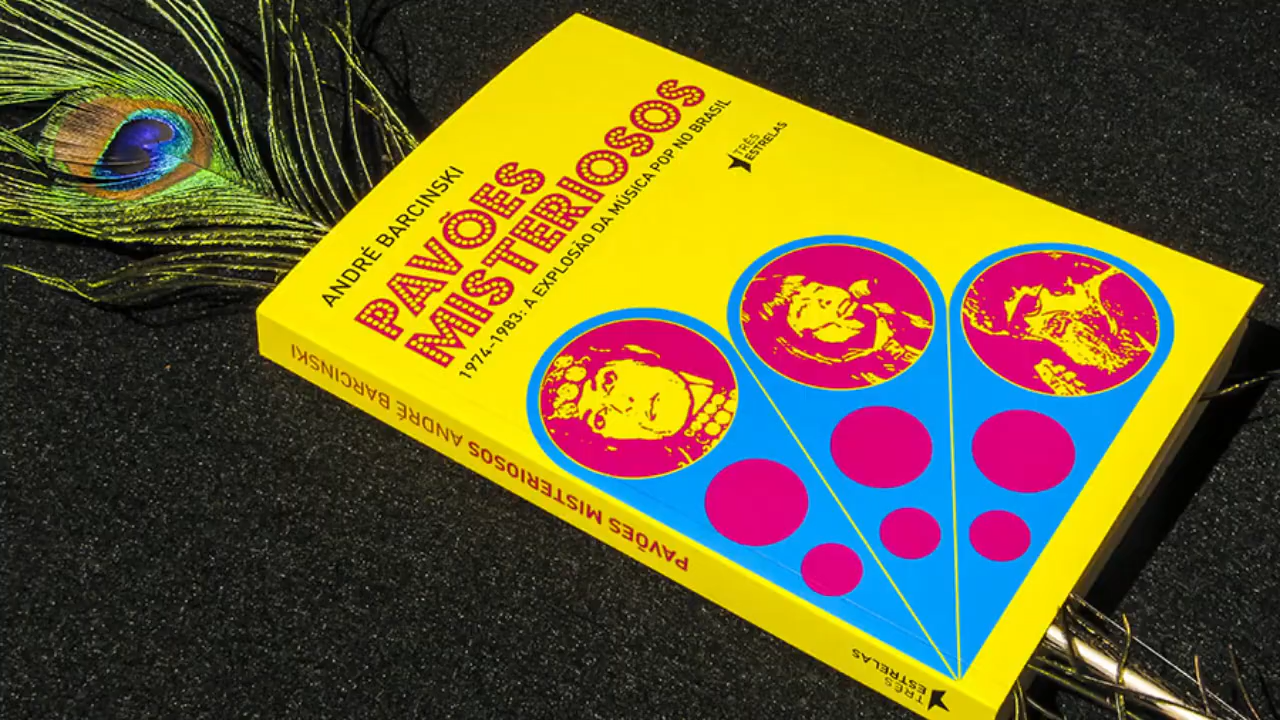 ANDRÉ BARCINSKI
PAVÕES
MISTERIOSOS
1974-1983: A EXPLOSÃO DA MÚSICA POP NO BRASIL
TRÊS
ESTRELAS
PAVÕES MISTERIOSOS ANDRÉ BARCINSKI
TRÊS
ESTRELAS